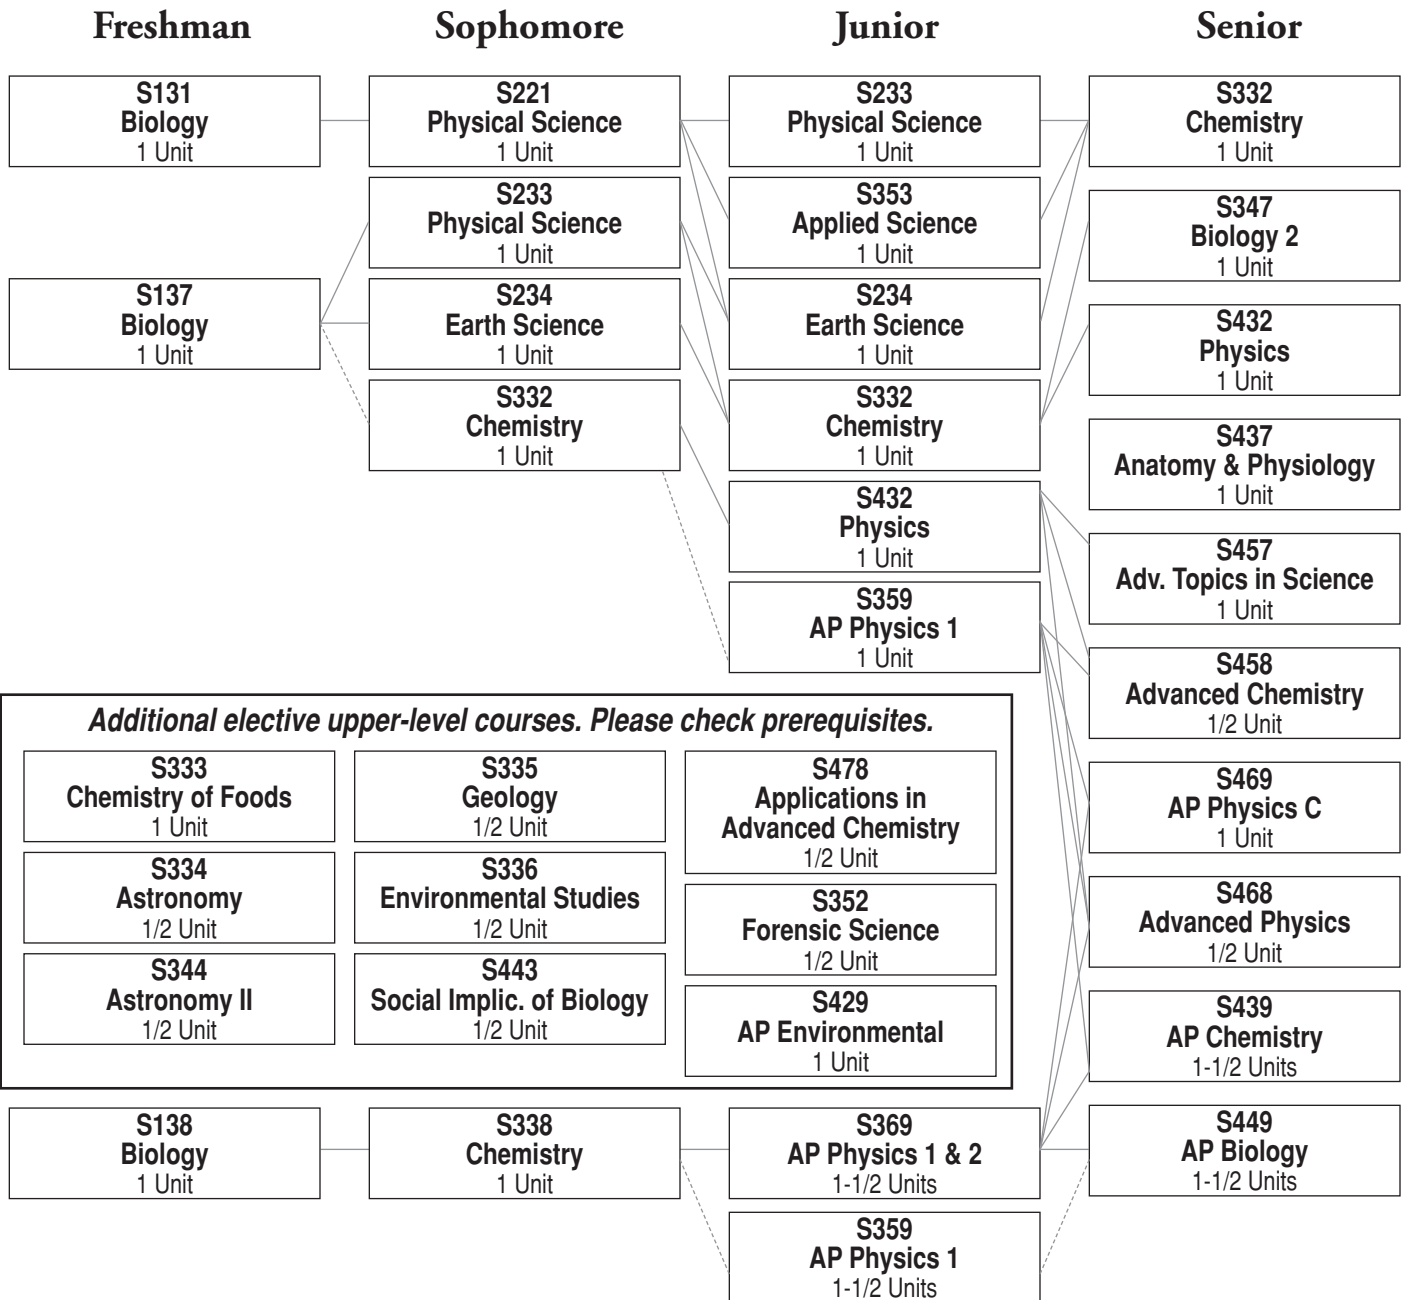 Freshman
Sophomore
Junior
Senior
S131
Biology
1 Unit
S137
Biology
1 Unit
S221
Physical Science
1 Unit
S233
Physical Science
1 Unit
S234
Earth Science
1 Unit
S332
Chemistry
1 Unit
S233
Physical Science
1 Unit
S353
Applied Science
1 Unit
S234
Earth Science
1 Unit
S332
Chemistry
1 Unit
S432
Physics
1 Unit
S359
AP Physics 1
1 Unit
S332
Chemistry
1 Unit
S347
Biology 2
1 Unit
S432
Physics
1 Unit
S437
Anatomy & Physiology
1 Unit
S457
Adv. Topics in Science
1 Unit
S458
Advanced Chemistry
1/2 Unit
S469
AP Physics C
1 Unit
S468
Advanced Physics
1/2 Unit
S439
AP Chemistry
1-1/2 Units
S449
AP Biology
1-1/2 Units
Additional elective upper-level courses. Please check prerequisites.
S333
Chemistry of Foods
1 Unit
S334
Astronomy
1/2 Unit
S344
Astronomy II
1/2 Unit
S335
Geology
1/2 Unit
S336
Environmental Studies
1/2 Unit
S443
Social Implic. of Biology
1/2 Unit
S478
Applications in
Advanced Chemistry
1/2 Unit
S352
Forensic Science
1/2 Unit
S429
AP Environmental
1 Unit
S138
Biology
1 Unit
S338
Chemistry
1 Unit
S369
AP Physics 1 & 2
1-1/2 Units
S359
AP Physics 1
1-1/2 Units